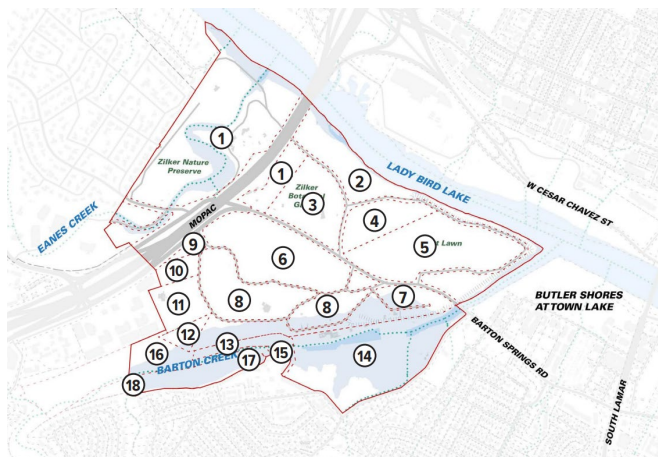 1
Zilker Nature
Preserve
LADY BIRD LAKE
1
2
W CESAR CHAVEZ ST
Zilker
3
EANES CREEK
MOPAC
4
5
t Lawn
9
6
10
7
BUTLER SHORES
AT TOWN LAKE
11
8
8
12
13
BARTON SPRINGS RD
16
BARTON CREEK
15
14
17
18
SOUTH LAMAR